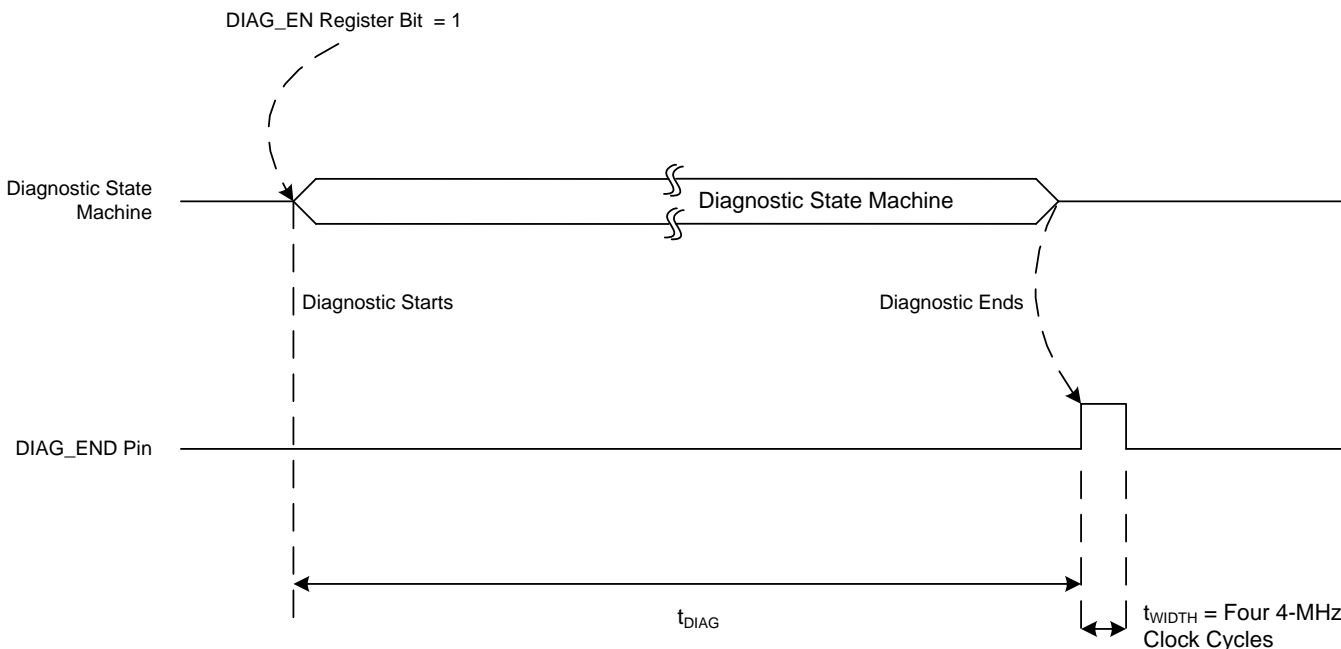 DIAG_EN Register Bit = 1
Diagnostic State
Machine
Diagnostic State Machine
Diagnostic Starts
Diagnostic Ends
DIAG_END Pin
tDIAG
tWIDTH = Four 4-MHz
Clock Cycles